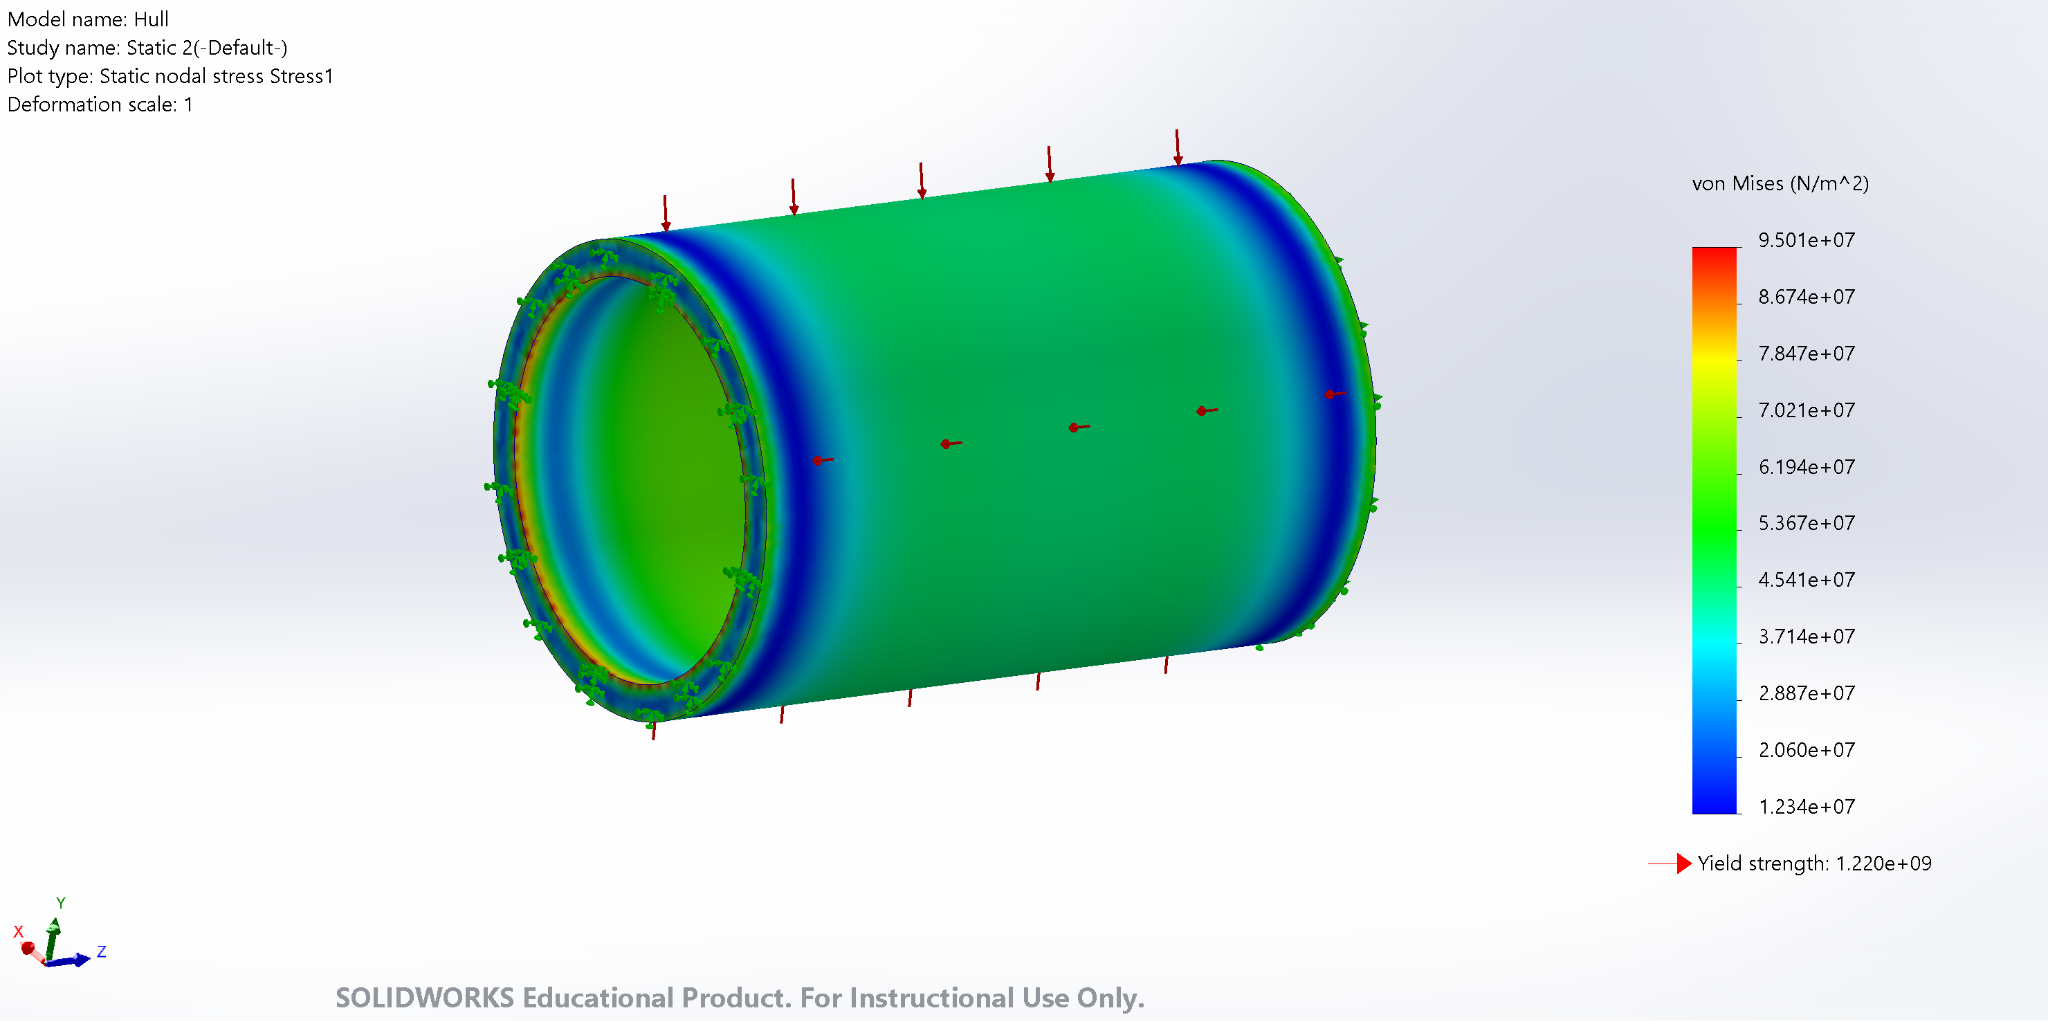 Model name: Hull
Study name: Static 2(-Default-)
Plot type: Static nodal stress Stress1
Deformation scale: 1
von Mises (N/m^2)
9.501e+07
8.674e+07
7.847e+07
7.021e+07
6.194e+07
5.367e+07
4.541e+07
3.714e+07
2.887e+07
2.060e+07
1.234e+07
Yield strength: 1.220e+09
Y
X
Z
SOLIDWORKS Educational Product. For Instructional Use Only.